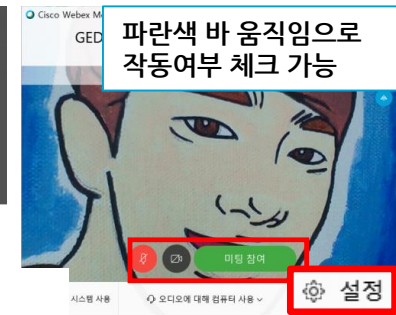 Cisco Webex M
GED
파란색 바 움직임으로
작동여부 체크 가능
미팅 참여
시스템 사용
오디오에 대해 컴퓨터 사용
설정